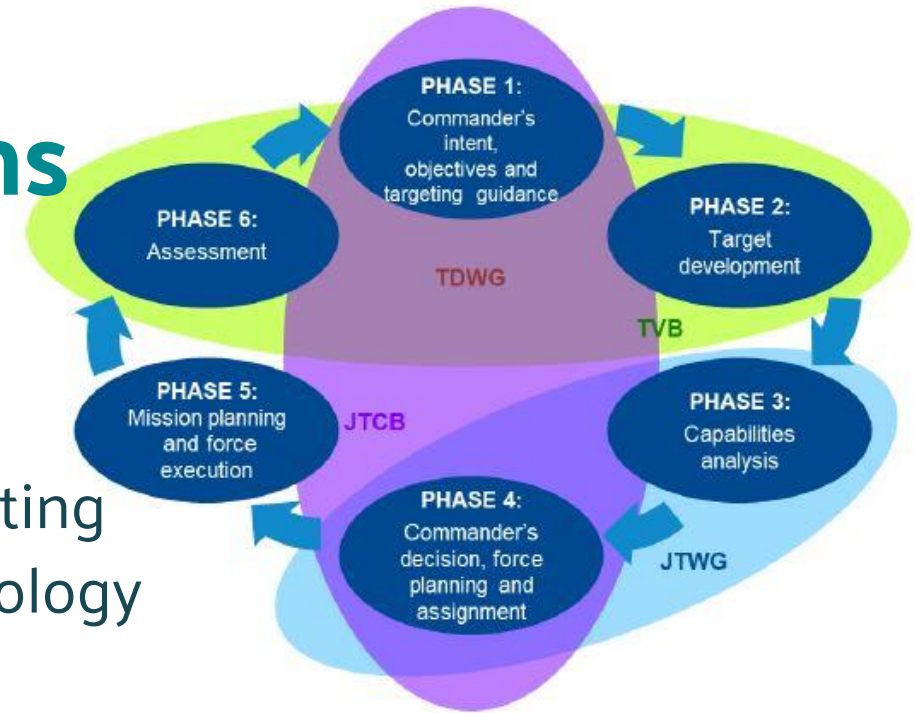 ns
ting
ology
PHASE 1:
Commander's
intent,
objectives and
targeting guidance
PHASE 2:
Target
development
PHASE 3:
Capabilities
analysis
PHASE 4:
Commander's
decision, force
planning and
assignment
PHASE 5:
Mission planning
and force
execution
PHASE 6:
Assessment
TDWG
TVB
JTCB
JTWG